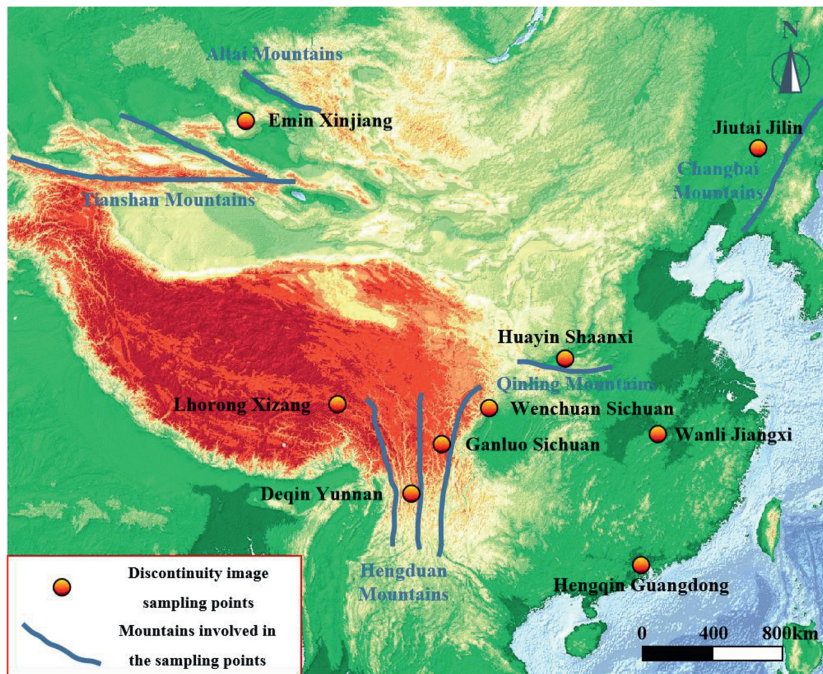 Altai Mountains
N
Emin Xinjiang
Jiutai Jilin
Changbai
Mountains
Tianshan Mountains
Huayin Shaanxi
Qinling Mountains
Lhorong Xizang
Wenchuan Sichuan
Wanli Jiangxi
Ganluo Sichuan
Deqin Yunnan
Hengduan
Mountains
Hengqin Guangdong
Discontinuity image
sampling points
Mountains involved in
the sampling points
0 400 800km